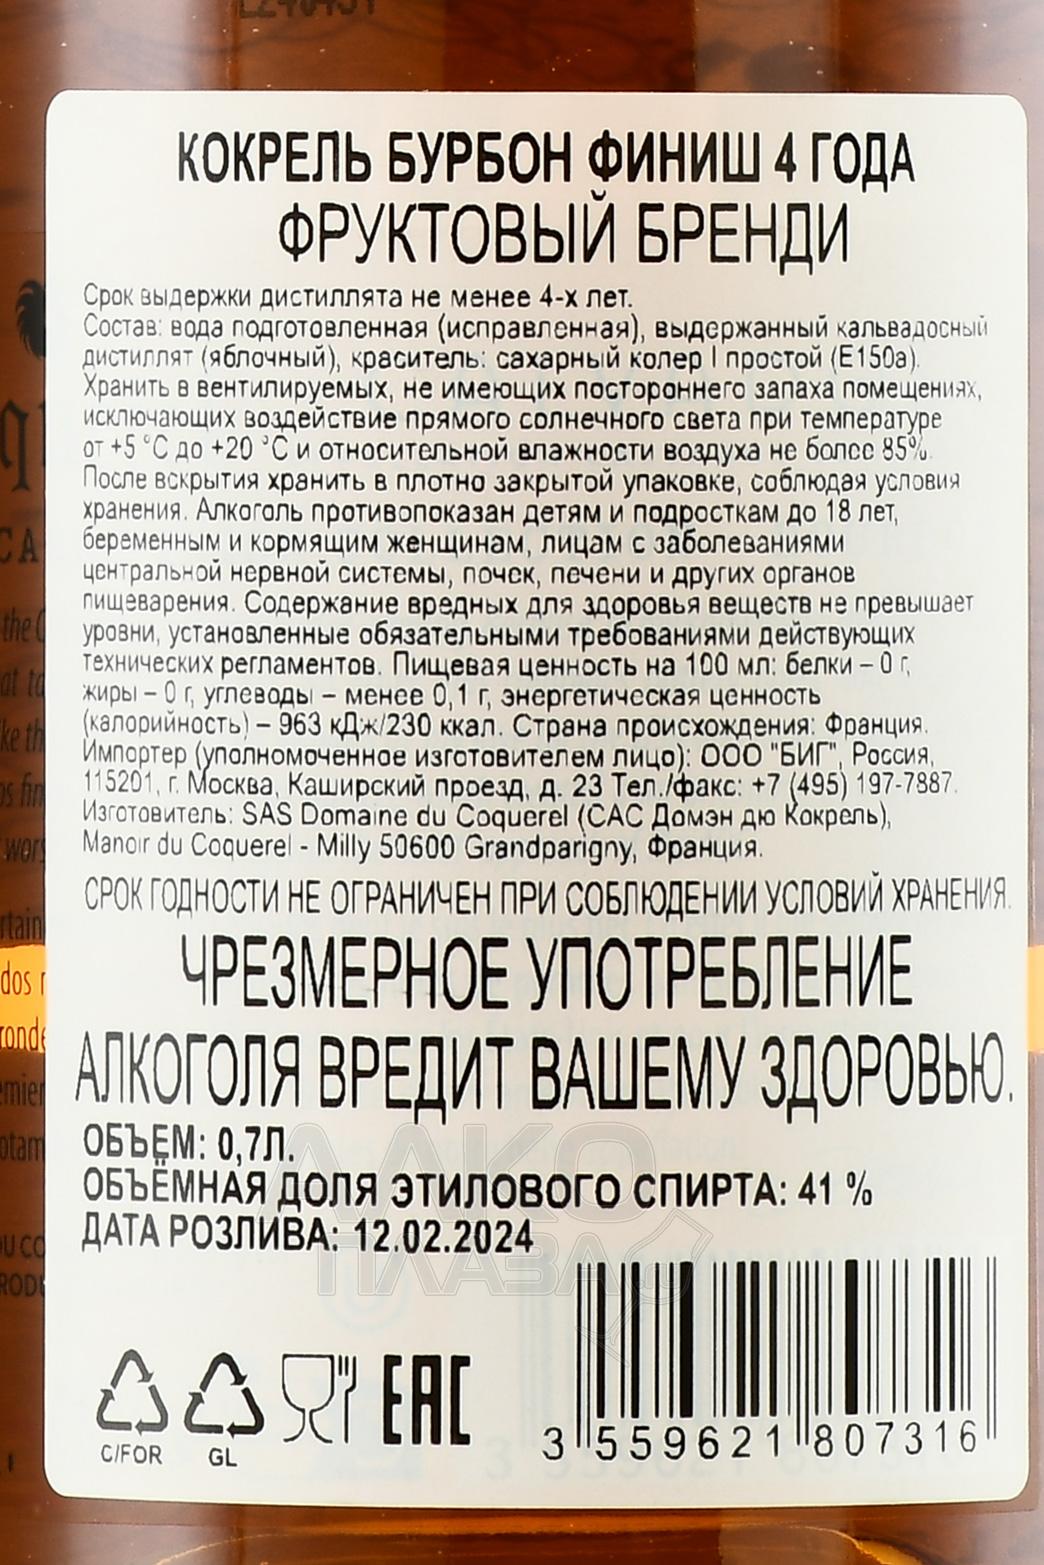 КОКРЕЛЬ БУРБОН ФИНИШ 4 ГОДА
ФРУКТОВЫЙ БРЕНДИ
Срок выдержки дистиллята не менее 4-х лет.
Состав: вода подготовленная (исправленная), выдержанный кальвадосный
дистиллят (яблочный), краситель: сахарный колер I простой (Е150а).
Хранить в вентилируемых, не имеющих постороннего запаха помещениях,
исключающих воздействие прямого солнечного света при температуре
от +5 °С до +20 °С и относительной влажности воздуха не более 85%.
После вскрытия хранить в плотно закрытой упаковке, соблюдая условия
хранения. Алкоголь противопоказан детям и подросткам до 18 лет,
беременным и кормящим женщинам, лицам с заболеваниями
центральной нервной системы, почек, печени и других органов
пищеварения. Содержание вредных для здоровья веществ не превышает
уровни, установленные обязательными требованиями действующих
технических регламентов. Пищевая ценность на 100 мл: белки – 0 г,
жиры – 0 г, углеводы – менее 0,1 г, энергетическая ценность
(калорийность) – 963 кДж/230 ккал. Страна происхождения: Франция.
Импортер (уполномоченное изготовителем лицо): ООО "БИГ", Россия,
115201, г. Москва, Каширский проезд, д. 23 Тел./факс: +7 (495) 197-7887.
Изготовитель: SAS Domaine du Coquerel (САС Домэн дю Кокрель),
Manoir du Coquerel - Milly 50600 Grandparigny, Франция.
СРОК ГОДНОСТИ НЕ ОГРАНИЧЕН ПРИ СОБЛЮДЕНИИ УСЛОВИЙ ХРАНЕНИЯ.
ЧРЕЗМЕРНОЕ УПОТРЕБЛЕНИЕ
АЛКОГОЛЯ ВРЕДИТ ВАШЕМУ ЗДОРОВЬЮ.
ОБЪЕМ: 0,7Л.
ОБЪЁМНАЯ ДОЛЯ ЭТИЛОВОГО СПИРТА: 41 %
ДАТА РОЗЛИВА: 12.02.2024
АЛКО
ПЛАЗА
EAC
C/FOR GL
3 559621 807316